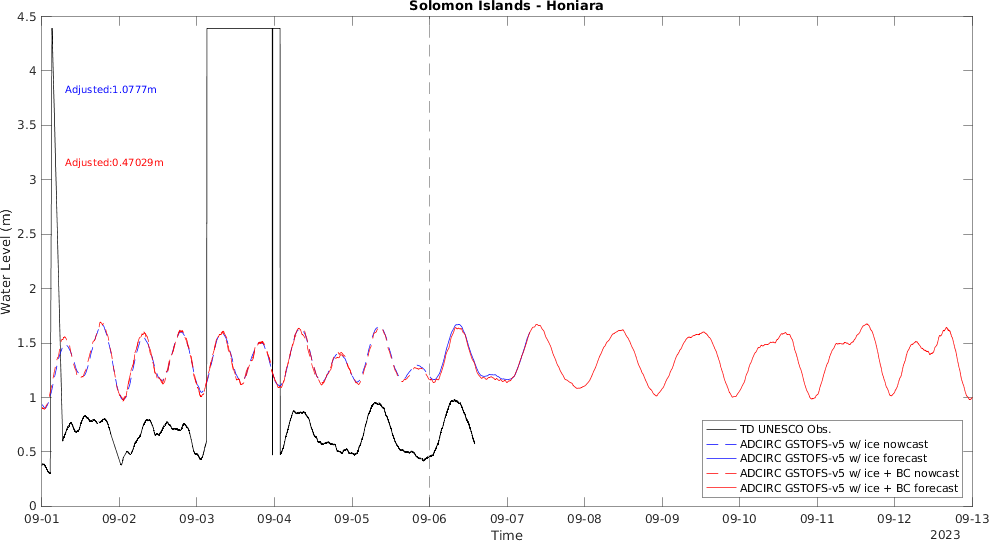 Solomon Islands - Honiara
4.5
4
3.5
3
2.5
2
1.5
1
0.5
0
Water Level (m)
Adjusted:1.0777m
Adjusted:0.47029m
TD UNESCO Obs.
ADCIRC GSTOFS-v5 w/ ice nowcast
ADCIRC GSTOFS-v5 w/ ice forecast
ADCIRC GSTOFS-v5 w/ ice + BC nowcast
ADCIRC GSTOFS-v5 w/ ice + BC forecast
09-01 09-02 09-03 09-04 09-05 09-06 09-07 09-08 09-09 09-10 09-11 09-12 09-13
Time
2023